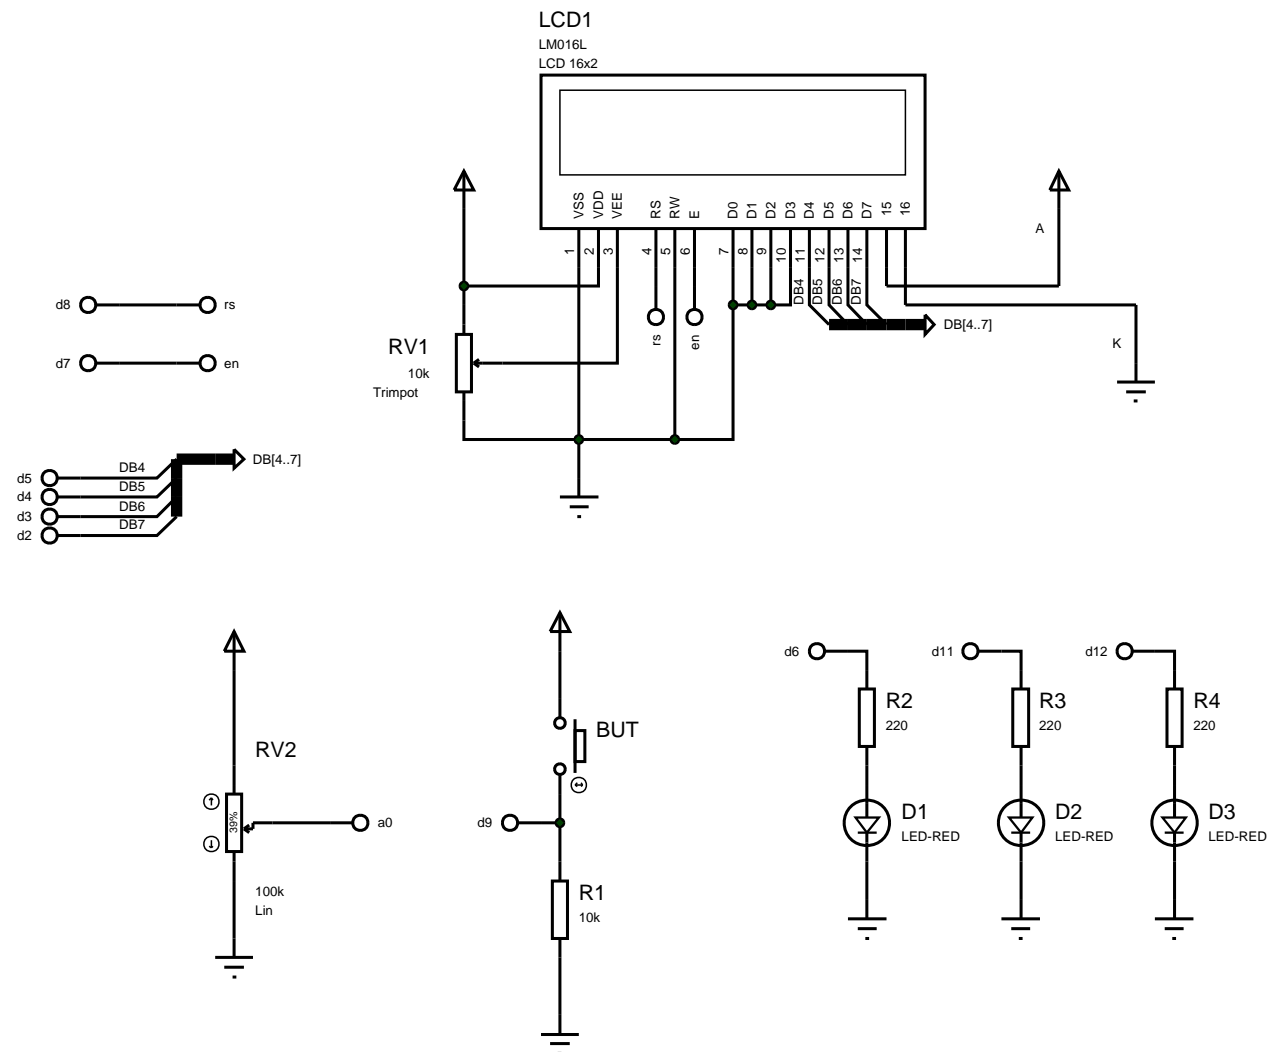 LCD1
LM016L
LCD 16x2
VSS
VDD
VEE
RS
RW
E
D0
D1
D2
D3
D4
D5
D6
D7
15
16
1
2
3
4
5
6
7
8
9
10
11
12
13
14
A
DB4
DB5
DB6
DB7
d8
rs
rs
en
DB[4..7]
K
RV1
10k
Trimpot
d7
en
DB[4..7]
d5
DB4
d4
DB5
d3
DB6
d2
DB7
d6
d11
d12
R2
220
R3
220
R4
220
RV2
BUT
39%
a0
d9
D1
LED-RED
D2
LED-RED
D3
LED-RED
100k
Lin
R1
10k